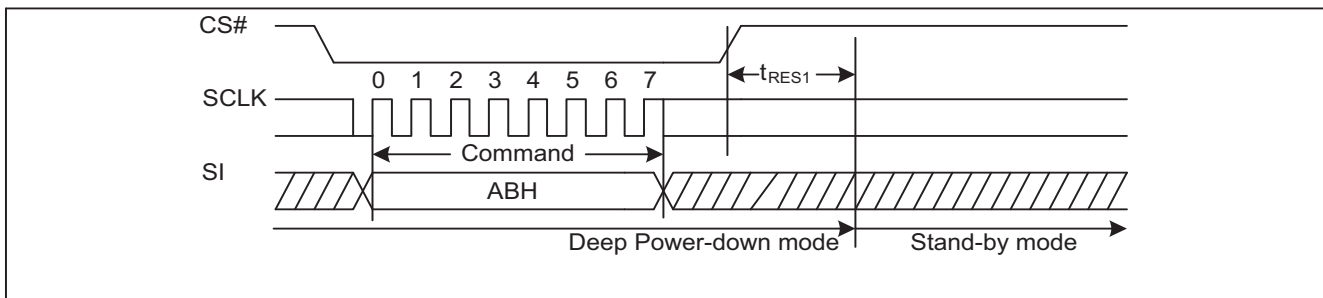 CS#
tRES1
0 1 2 3 4 5 6 7
SCLK
Command
SI
ABH
Deep Power-down mode Stand-by mode